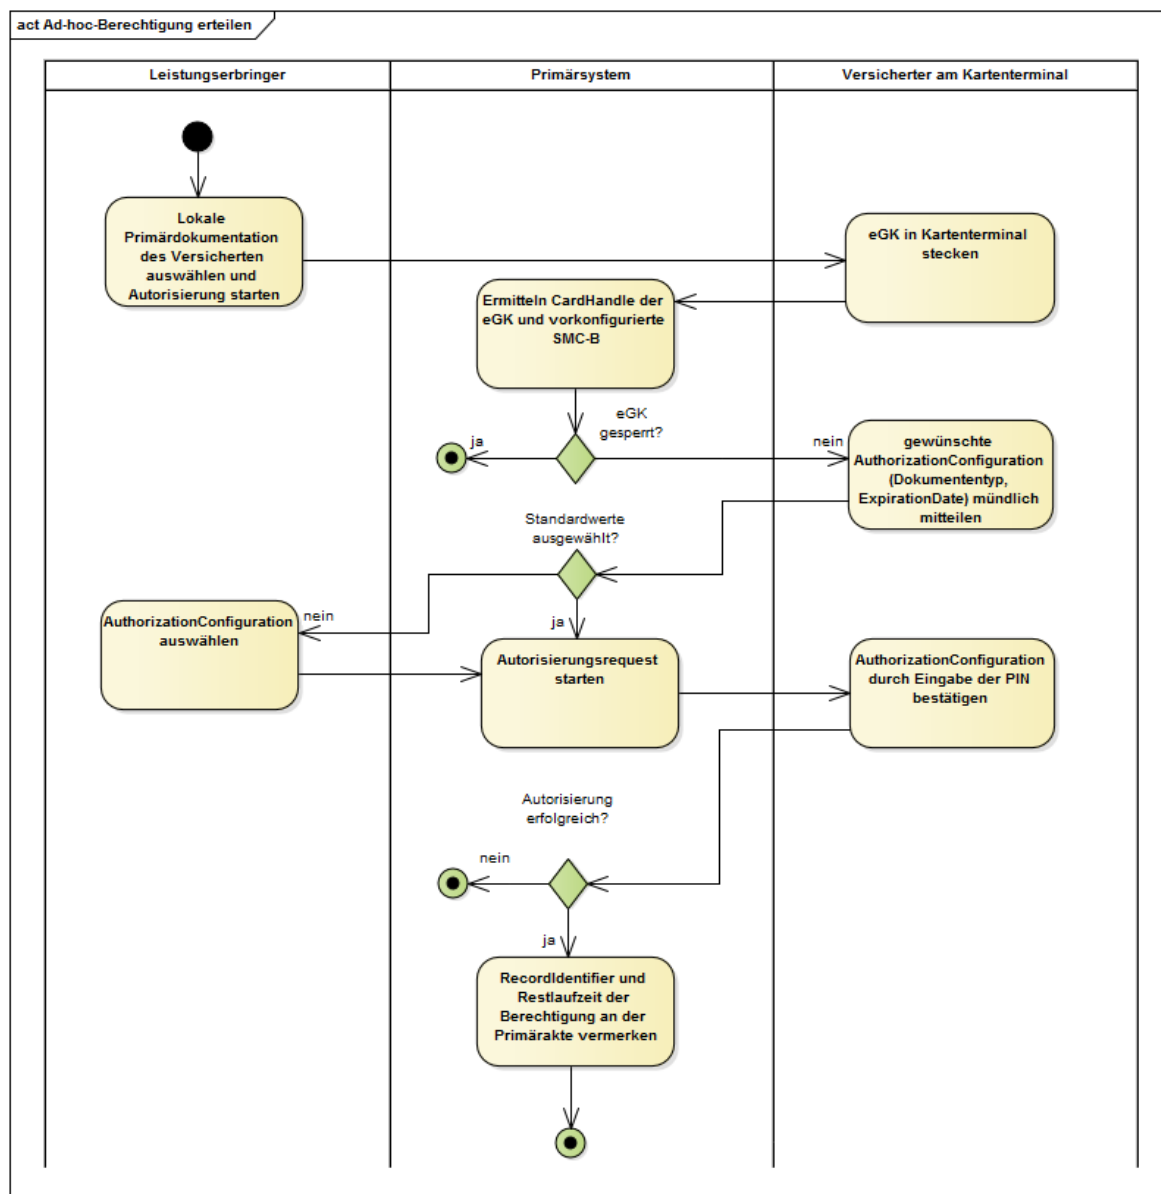 act Ad-hoc-Berechtigung erteilen
Leistungserbringer
Primärsystem
Versicherter am Kartenterminal
Lokale
Primärdokumentation
des Versicherten
auswählen und
Autorisierung starten
eGK in Kartenterminal
stecken
Ermitteln CardHandle der
eGK und vorkonfigurierte
SMC-B
eGK
gesperrt?
ja
nein
gewünschte
AuthorizationConfiguration
(Dokumententyp,
ExpirationDate) mündlich
mitteilen
Standardwerte
ausgewählt?
nein
ja
AuthorizationConfiguration
auswählen
Autorisierungsrequest
starten
AuthorizationConfiguration
durch Eingabe der PIN
bestätigen
Autorisierung
erfolgreich?
nein
ja
RecordIdentifier und
Restlaufzeit der
Berechtigung an der
Primärakte vermerken